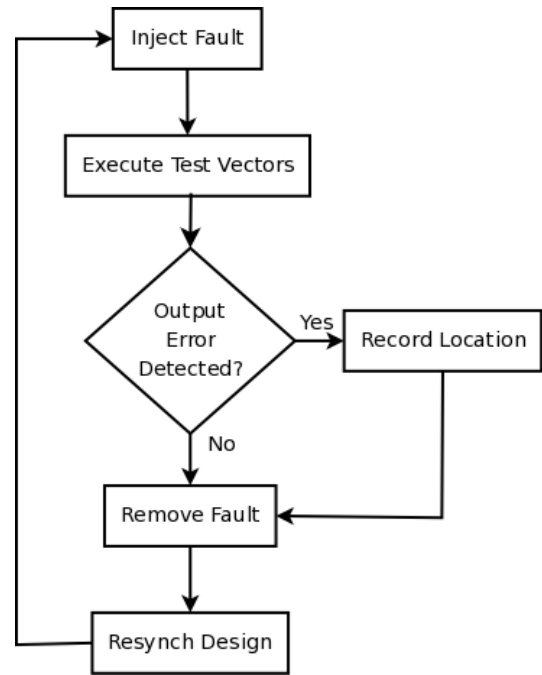 Inject Fault
Execute Test Vectors
Output
Error
Detected?
Yes
Record Location
No
Remove Fault
Resynch Design